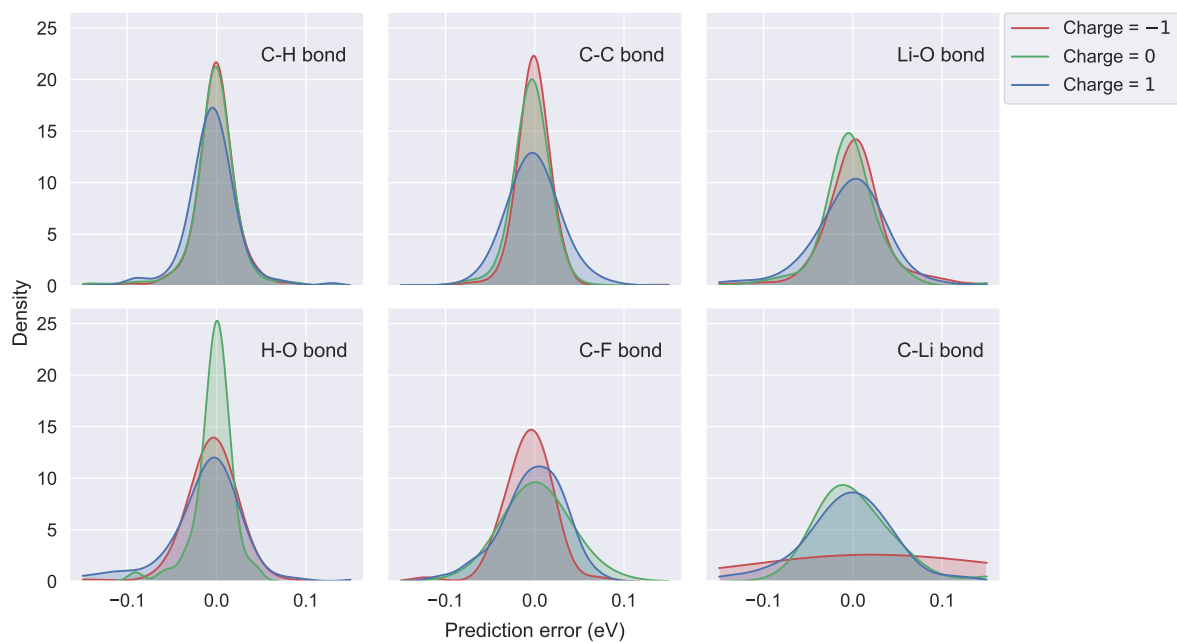 25
20
15
10
5
0
C-H bond
C-C bond
Li-O bond
Charge = −1
Charge = 0
Charge = 1
Density
25
20
15
10
5
0
H-O bond
C-F bond
C-Li bond
−0.1 0.0 0.1
−0.1 0.0 0.1
−0.1 0.0 0.1
Prediction error (eV)